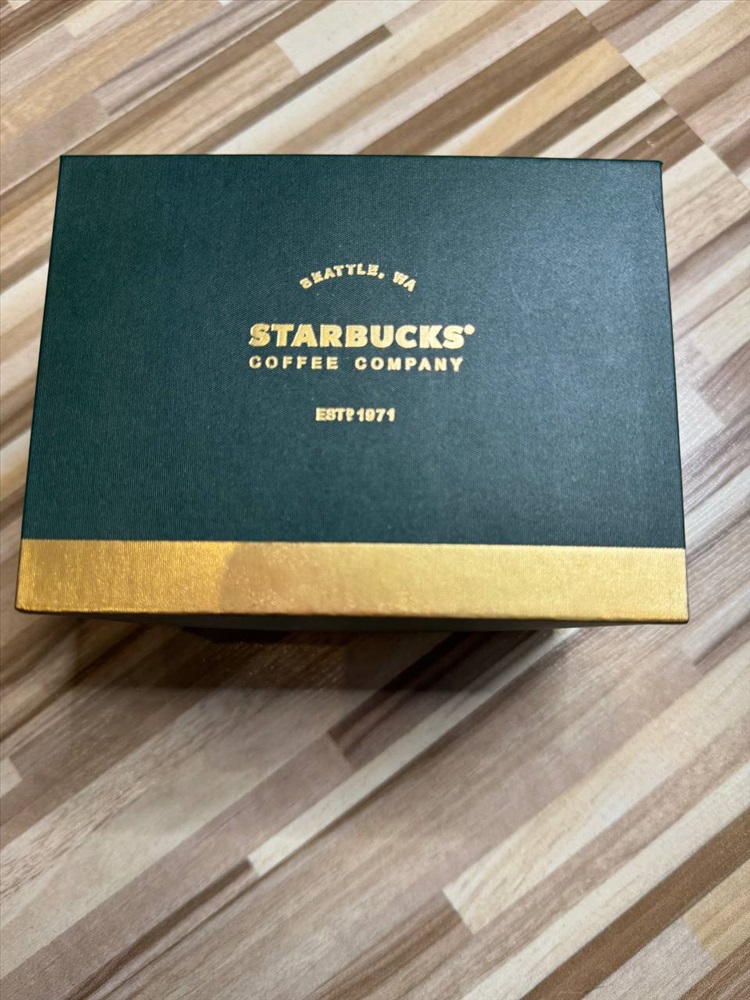 SEATTLE, WA
STARBUCKS®
COFFEE COMPANY
ESTD 1971